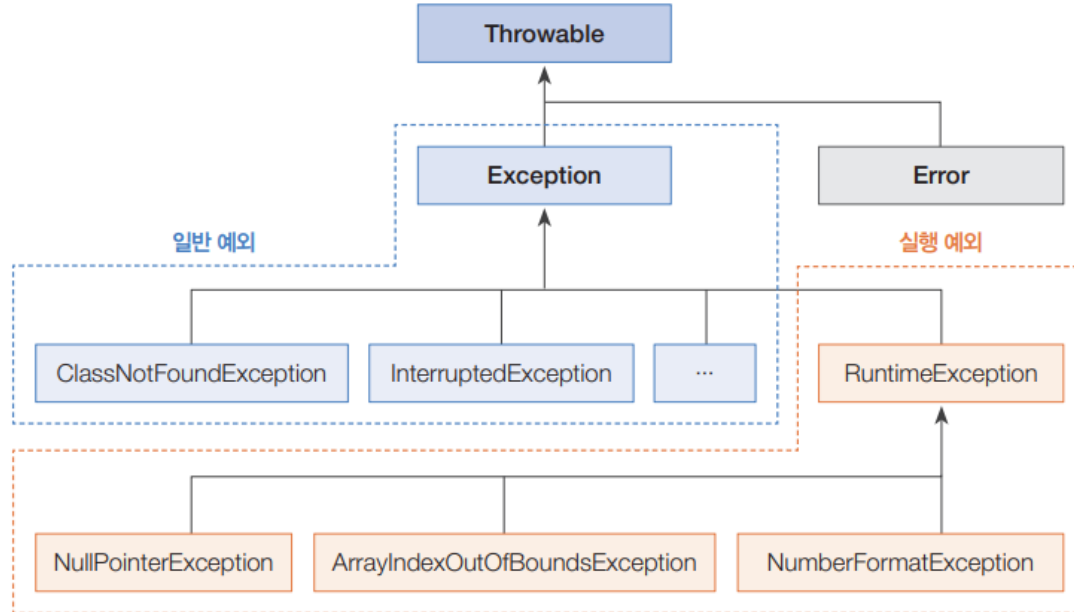 Throwable
Exception
Error
일반 예외
실행 예외
ClassNotFoundException
InterruptedException
...
RuntimeException
NullPointerException
ArrayIndexOutOfBoundsException
NumberFormatException